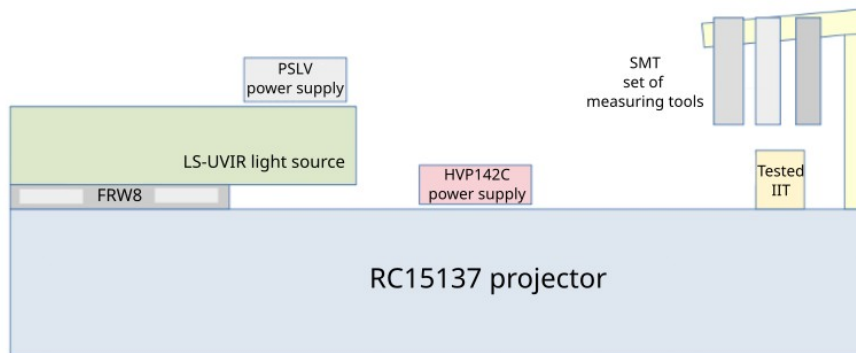 PSLV
power supply
SMT
set of
measuring tools
LS-UVIR light source
HVP142C
power supply
Tested
IIT
FRW8
RC15137 projector